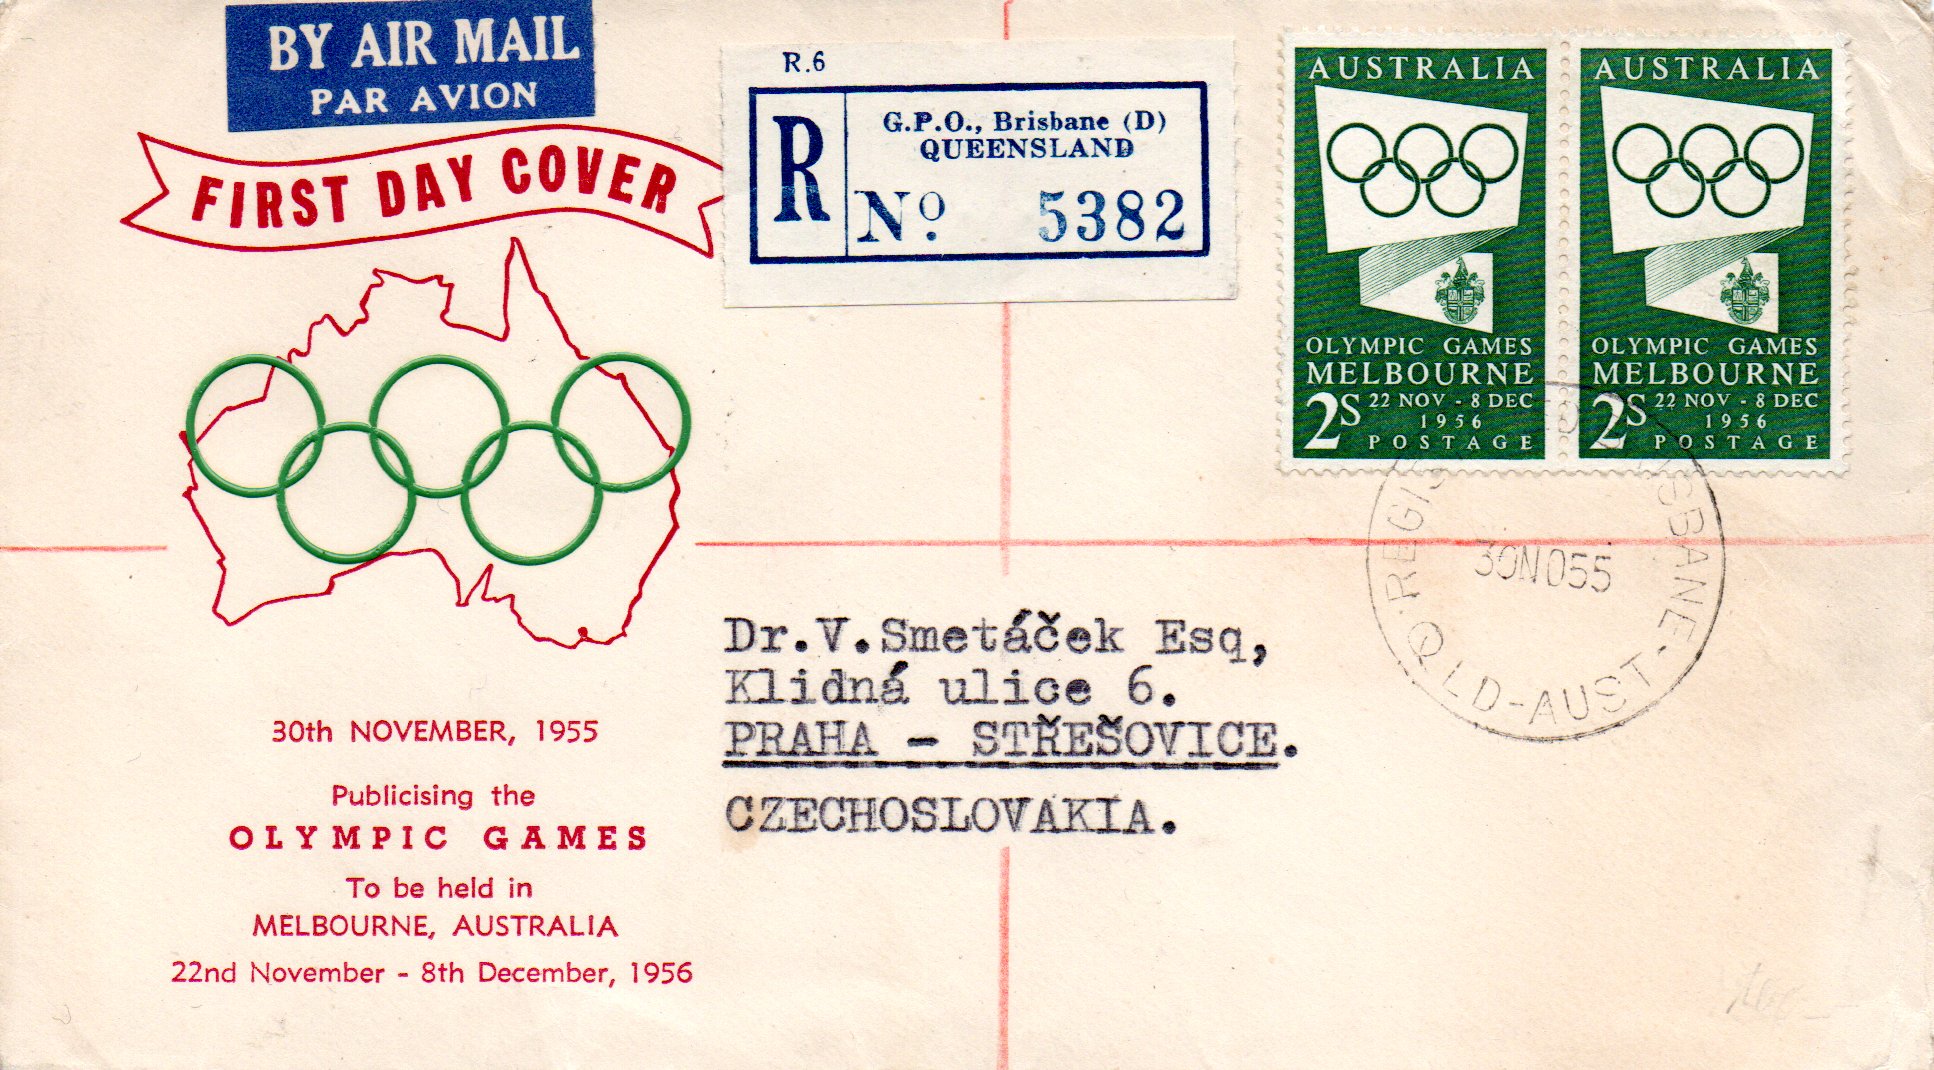 BY AIR MAIL
PAR AVION
FIRST DAY COVER
30th NOVEMBER, 1955
Publicising the
OLYMPIC GAMES
To be held in
MELBOURNE, AUSTRALIA
22nd November - 8th December, 1956
R.6
R
G.P.O., Brisbane (D)
QUEENSLAND
No. 5382
AUSTRALIA
OLYMPIC GAMES
MELBOURNE
2S 22 NOV - 8 DEC
1956
POSTAGE
AUSTRALIA
OLYMPIC GAMES
MELBOURNE
2S 22 NOV - 8 DEC
1956
POSTAGE
30NO55
QLD-AUST-
Dr.V.Smetáček Esq,
Klidná ulice 6.
PRAHA - STŘEŠOVICE.
CZECHOSLOVAKIA.